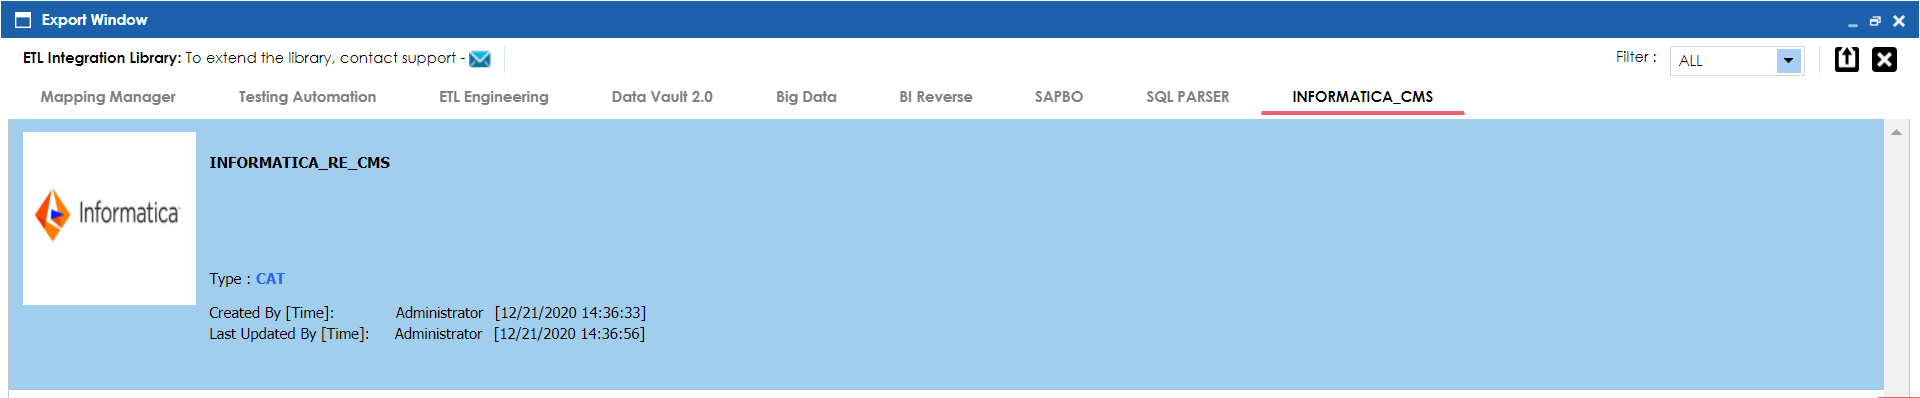 Export Window
ETL Integration Library: To extend the library, contact support -
Filter :
ALL
Mapping Manager Testing Automation ETL Engineering Data Vault 2.0 Big Data BI Reverse SAPBO SQL PARSER INFORMATICA_CMS
INFORMATICA_RE_CMS
Informatica
Type : CAT
Created By [Time]: Administrator [12/21/2020 14:36:33]
Last Updated By [Time]: Administrator [12/21/2020 14:36:56]